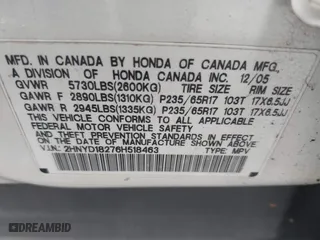 MFD. IN CANADA BY HONDA OF CANADA MFG.,
A DIVISION OF HONDA CANADA INC. 12/05
GVWR 5730LBS(2600KG) TIRE SIZE RIM SIZE
GAWR F 2890LBS(1310KG) P235/65R17 103T 17X6.5JJ
GAWR R 2945LBS(1335KG) P235/65R17 103T 17X6.5JJ
THIS VEHICLE CONFORMS TO ALL APPLICABLE
FEDERAL MOTOR VEHICLE SAFETY
AND THEFT PREVENTION STANDARDS IN EFFECT
ON THE DATE OF MANUFACTURE SHOWN ABOVE.
V.I.N.: 2HNYD18276H518463 TYPE: MPV
DEALERSHIP.CC